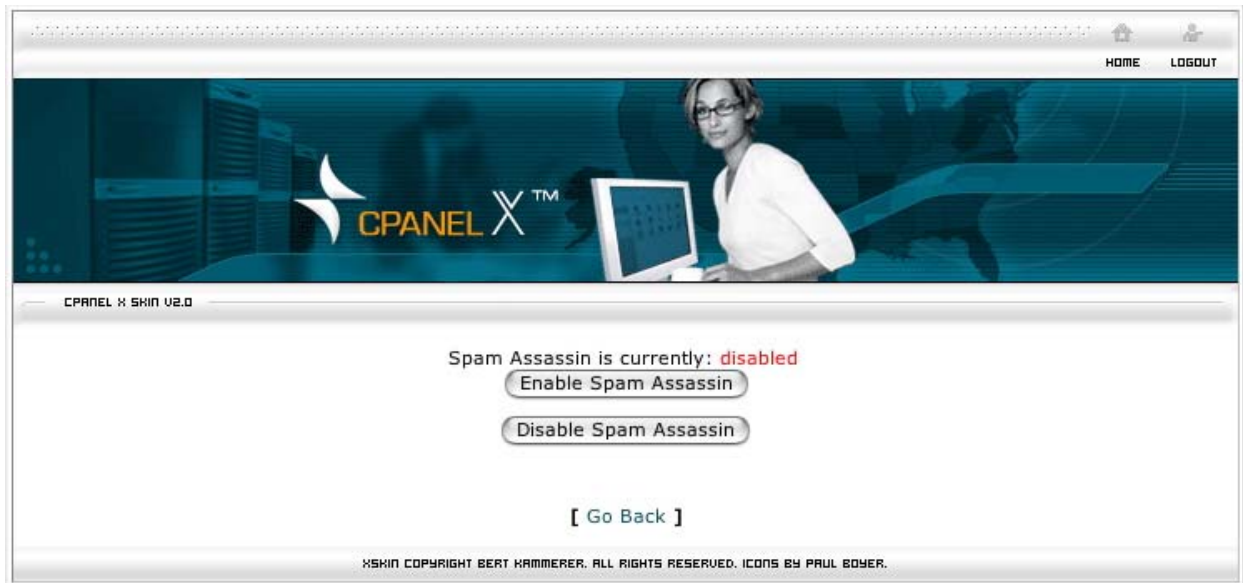 HOME LOGOUT
CPANEL X ™
CPANEL X SKIN V2.0
Spam Assassin is currently: disabled
Enable Spam Assassin
Disable Spam Assassin
[ Go Back ]
XSKIN COPYRIGHT BERT KAMMERER. ALL RIGHTS RESERVED. ICONS BY PAUL BOYER.